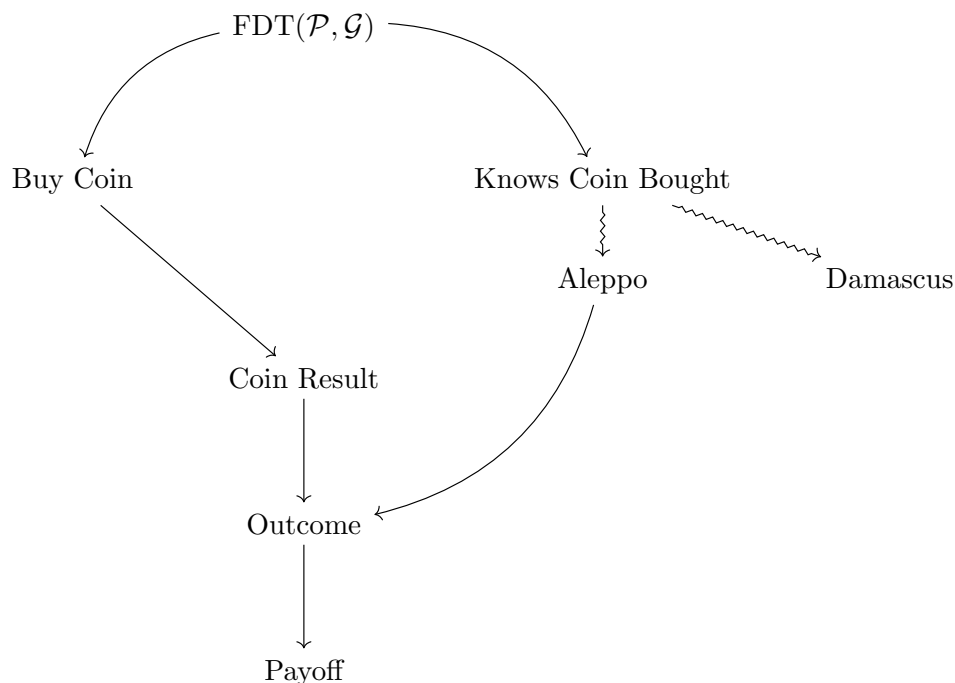 FDT(𝒫, 𝒢)
Buy Coin
Knows Coin Bought
Aleppo
Damascus
Coin Result
Outcome
Payoff